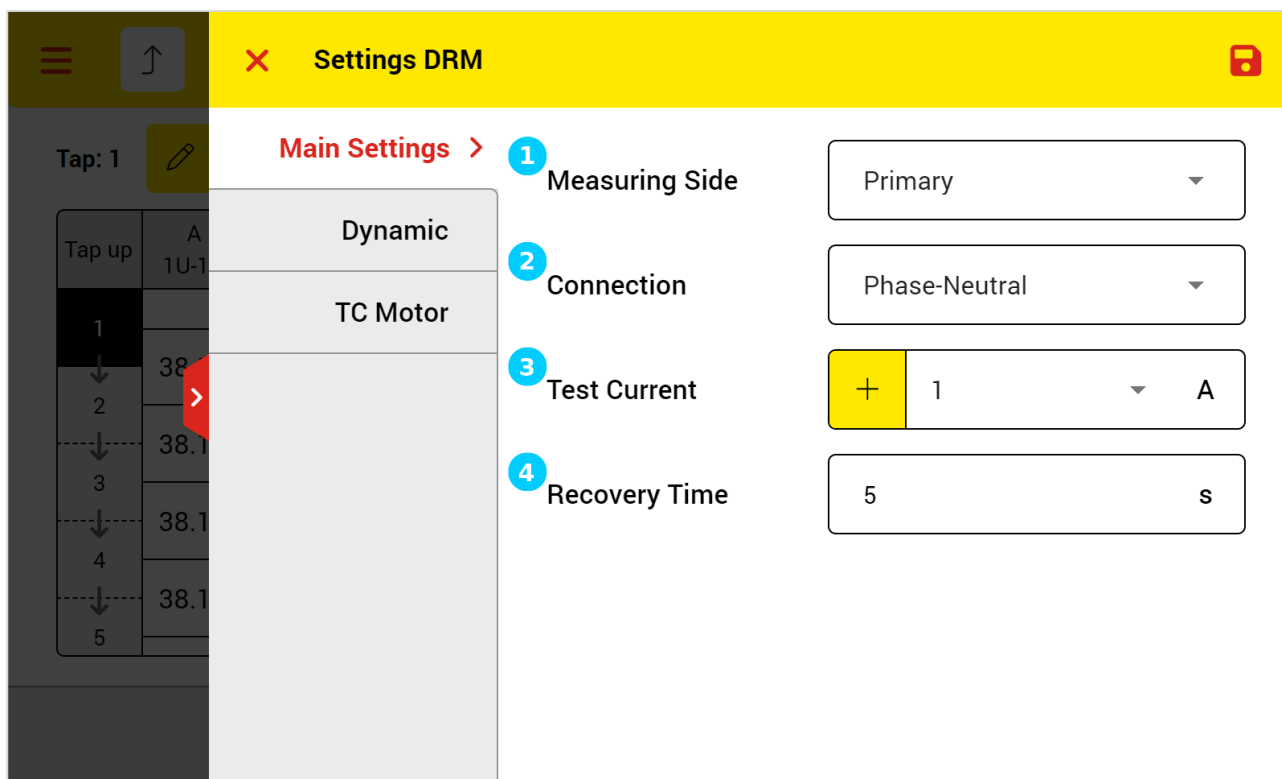 Settings DRM
Tap: 1
Main Settings
1
Measuring Side
Primary
Tap up
A
1U-1
Dynamic
2
Connection
Phase-Neutral
TC Motor
1
38.1
3
Test Current
+
1
A
2
38.1
3
4
Recovery Time
5
s
38.1
4
38.1
5